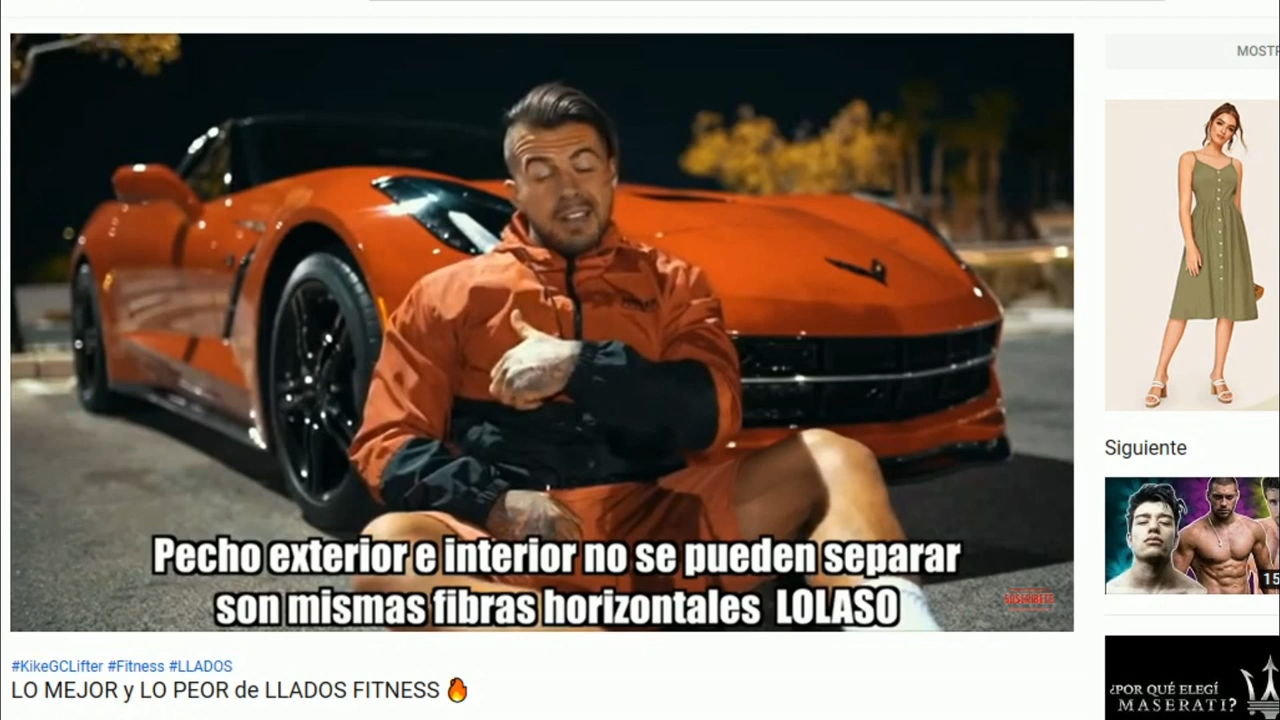 MOSTR
Pecho exterior e interior no se pueden separar
son mismas fibras horizontales LOLASO
SUSCRÍBETE
Siguiente
15
#KikeGCLifter #Fitness #LLADOS
LO MEJOR y LO PEOR de LLADOS FITNESS 🔥
¿POR QUÉ ELEGÍ
MASERATI?